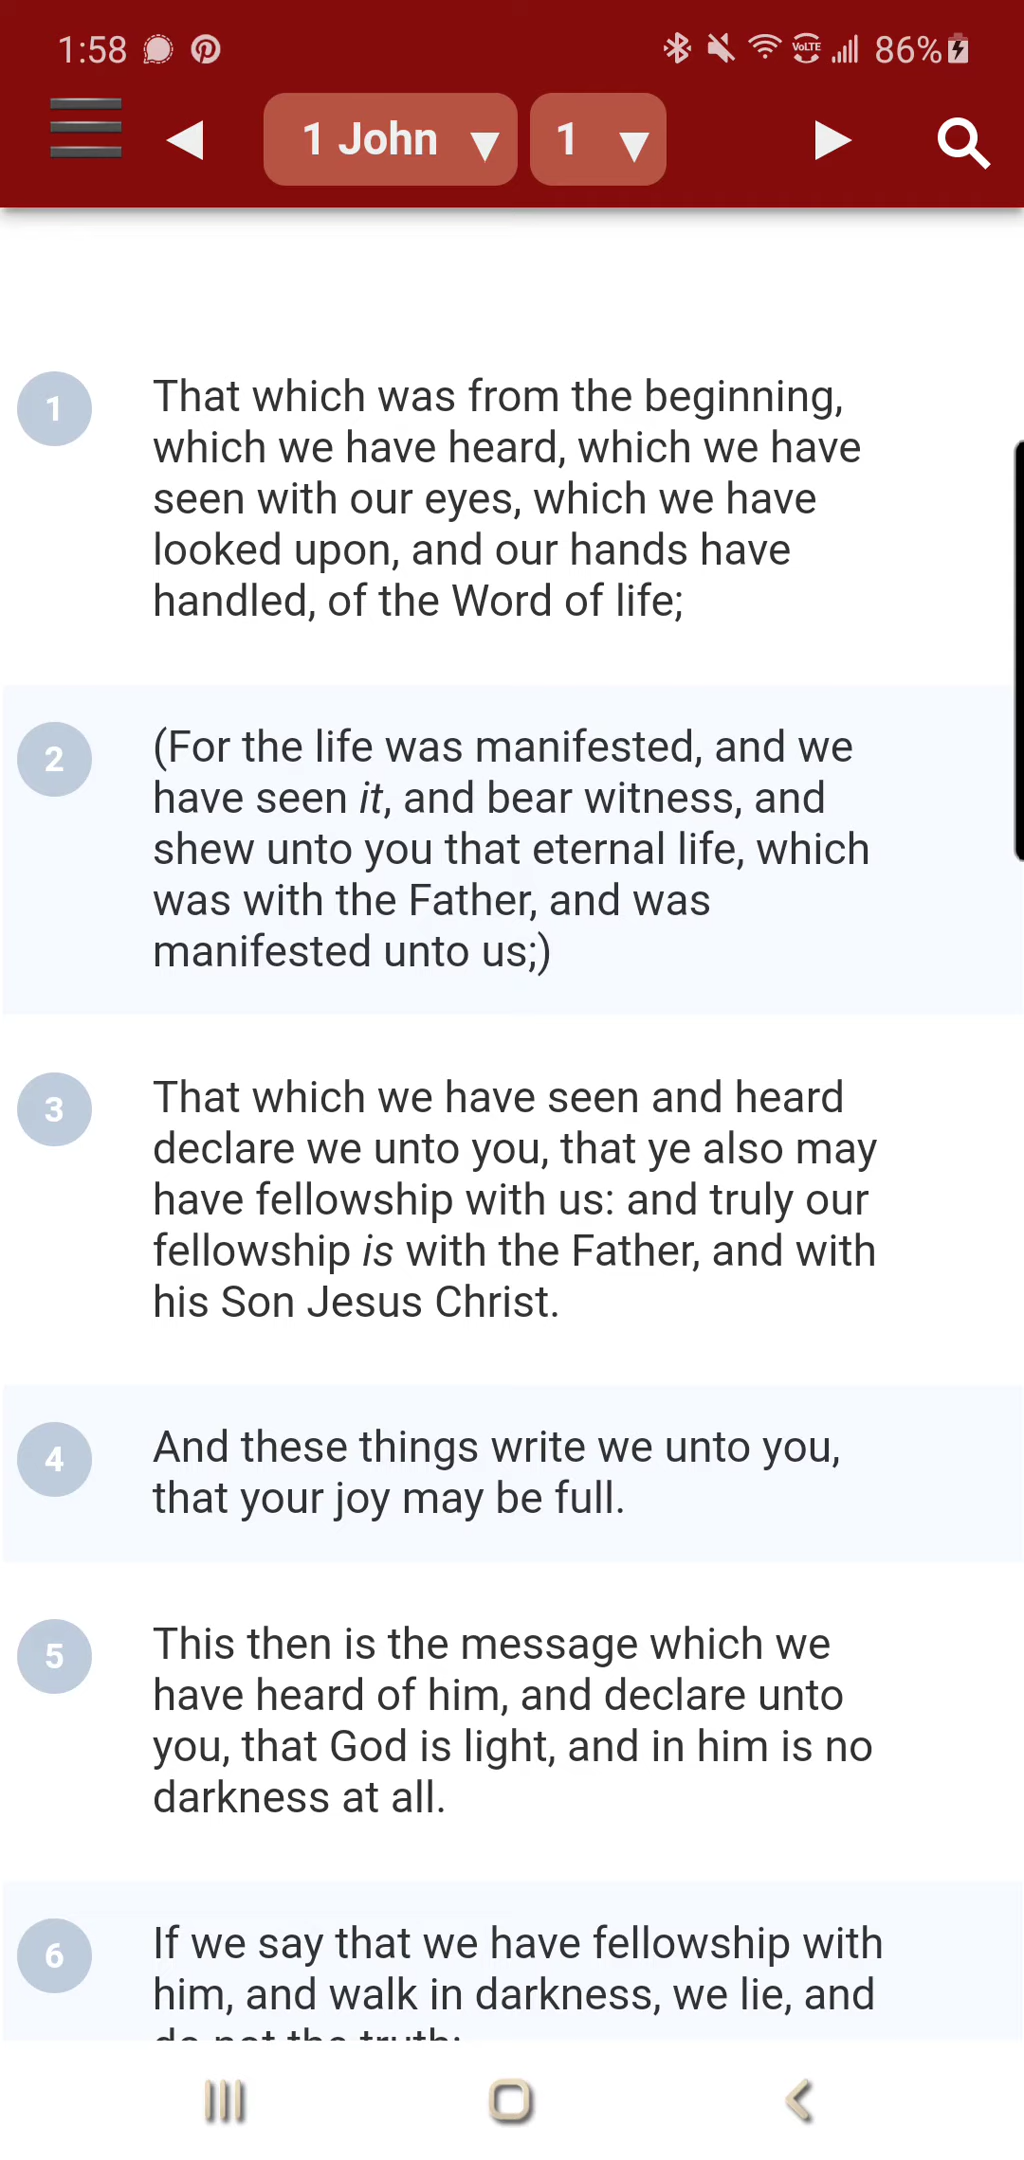 1:58
VoLTE
86%
1 John
1
1
That which was from the beginning,
which we have heard, which we have
seen with our eyes, which we have
looked upon, and our hands have
handled, of the Word of life;
2
(For the life was manifested, and we
have seen it, and bear witness, and
shew unto you that eternal life, which
was with the Father, and was
manifested unto us;)
3
That which we have seen and heard
declare we unto you, that ye also may
have fellowship with us: and truly our
fellowship is with the Father, and with
his Son Jesus Christ.
4
And these things write we unto you,
that your joy may be full.
5
This then is the message which we
have heard of him, and declare unto
you, that God is light, and in him is no
darkness at all.
6
If we say that we have fellowship with
him, and walk in darkness, we lie, and
do not the truth: